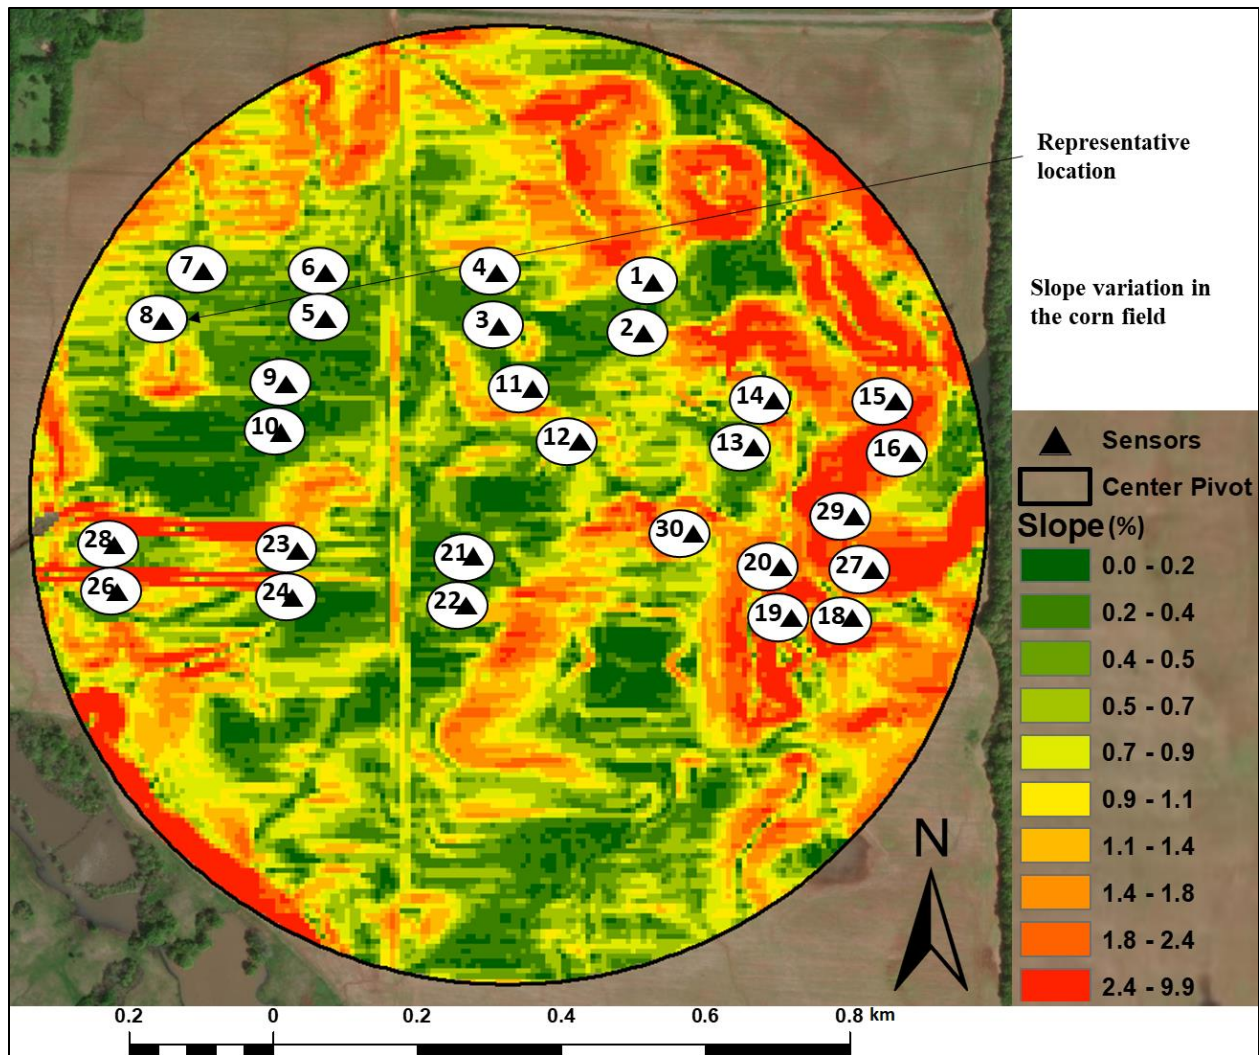 Representative
location
Slope variation in
the corn field
7
6
4
1
8
5
3
2
9
11
14
15
10
12
13
16
29
28
23
21
30
20
27
26
24
22
19
18
Sensors
Center Pivot
Slope (%)
0.0 - 0.2
0.2 - 0.4
0.4 - 0.5
0.5 - 0.7
0.7 - 0.9
0.9 - 1.1
1.1 - 1.4
1.4 - 1.8
1.8 - 2.4
2.4 - 9.9
N
0.2 0 0.2 0.4 0.6 0.8 km